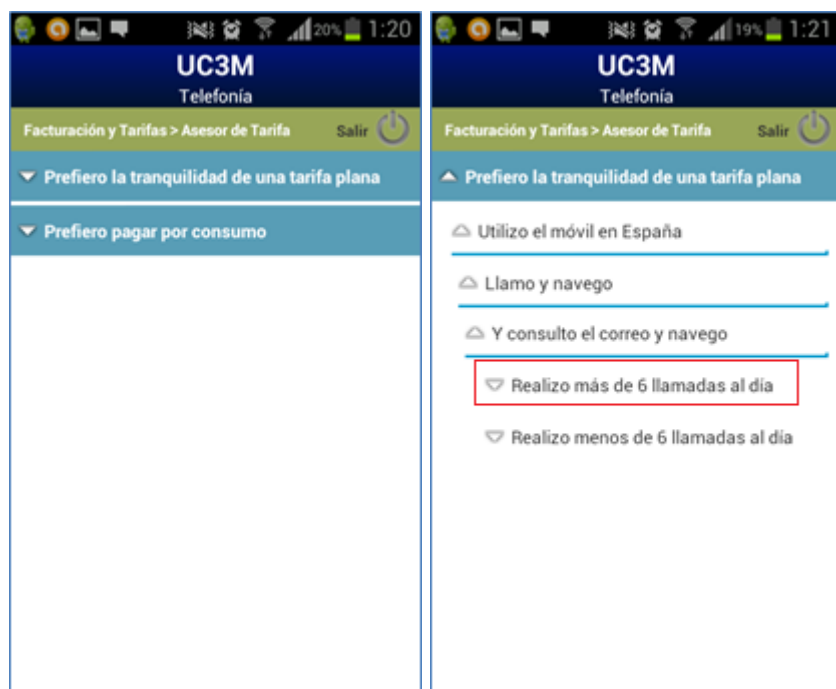 20% 1:20
UC3M
Telefonía
Facturación y Tarifas > Asesor de Tarifa Salir
Prefiero la tranquilidad de una tarifa plana
Prefiero pagar por consumo
19% 1:21
UC3M
Telefonía
Facturación y Tarifas > Asesor de Tarifa Salir
Prefiero la tranquilidad de una tarifa plana
Utilizo el móvil en España
Llamo y navego
Y consulto el correo y navego
Realizo más de 6 llamadas al día
Realizo menos de 6 llamadas al día